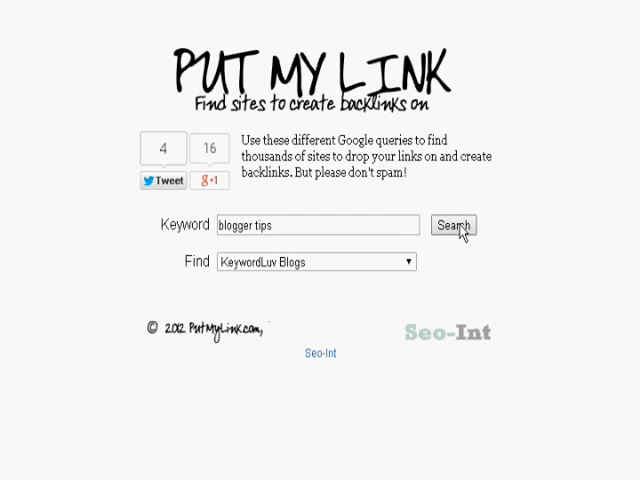 PUT MY LINK
Find sites to create backlinks on
4 16
Tweet g+1
Use these different Google queries to find
thousands of sites to drop your links on and create
backlinks. But please don't spam!
Keyword blogger tips Search
Find KeywordLuv Blogs
© 2012 PutMyLink.com,
Seo-Int
Seo-Int